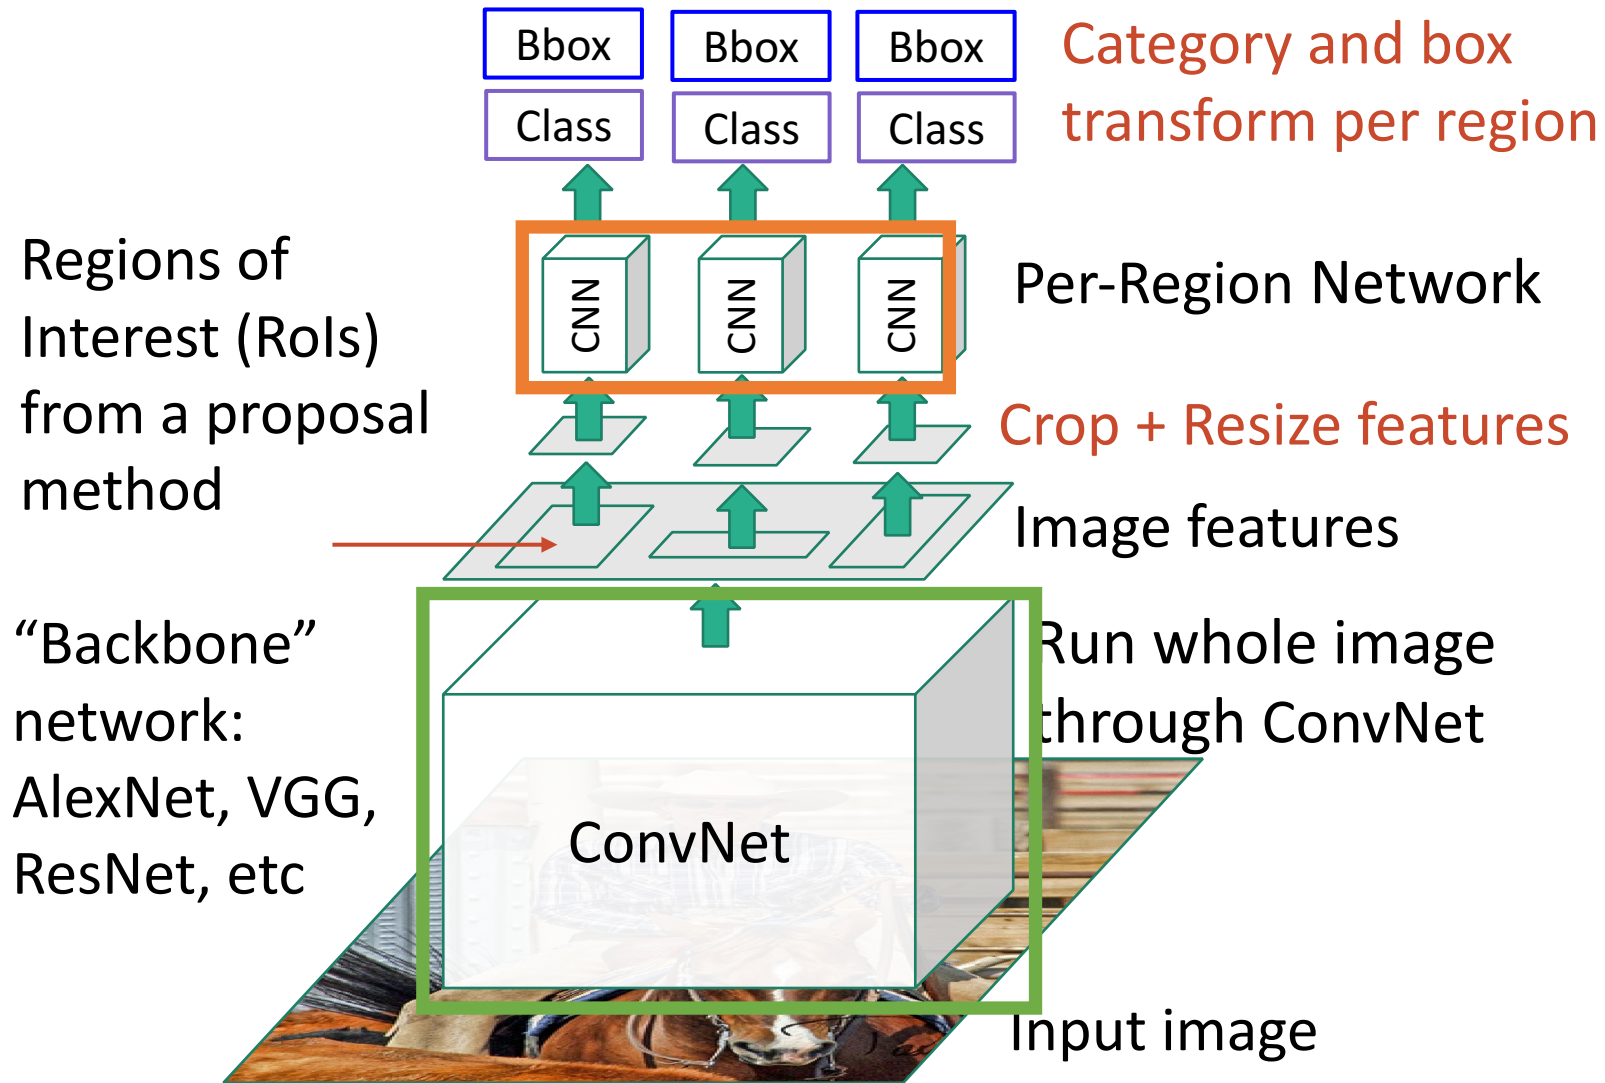 Bbox
Bbox
Bbox
Class
Class
Class
Category and box
transform per region
Regions of
Interest (RoIs)
from a proposal
method
CNN
CNN
CNN
Per-Region Network
Crop + Resize features
Image features
“Backbone”
network:
AlexNet, VGG,
ResNet, etc
Run whole image
through ConvNet
ConvNet
Input image